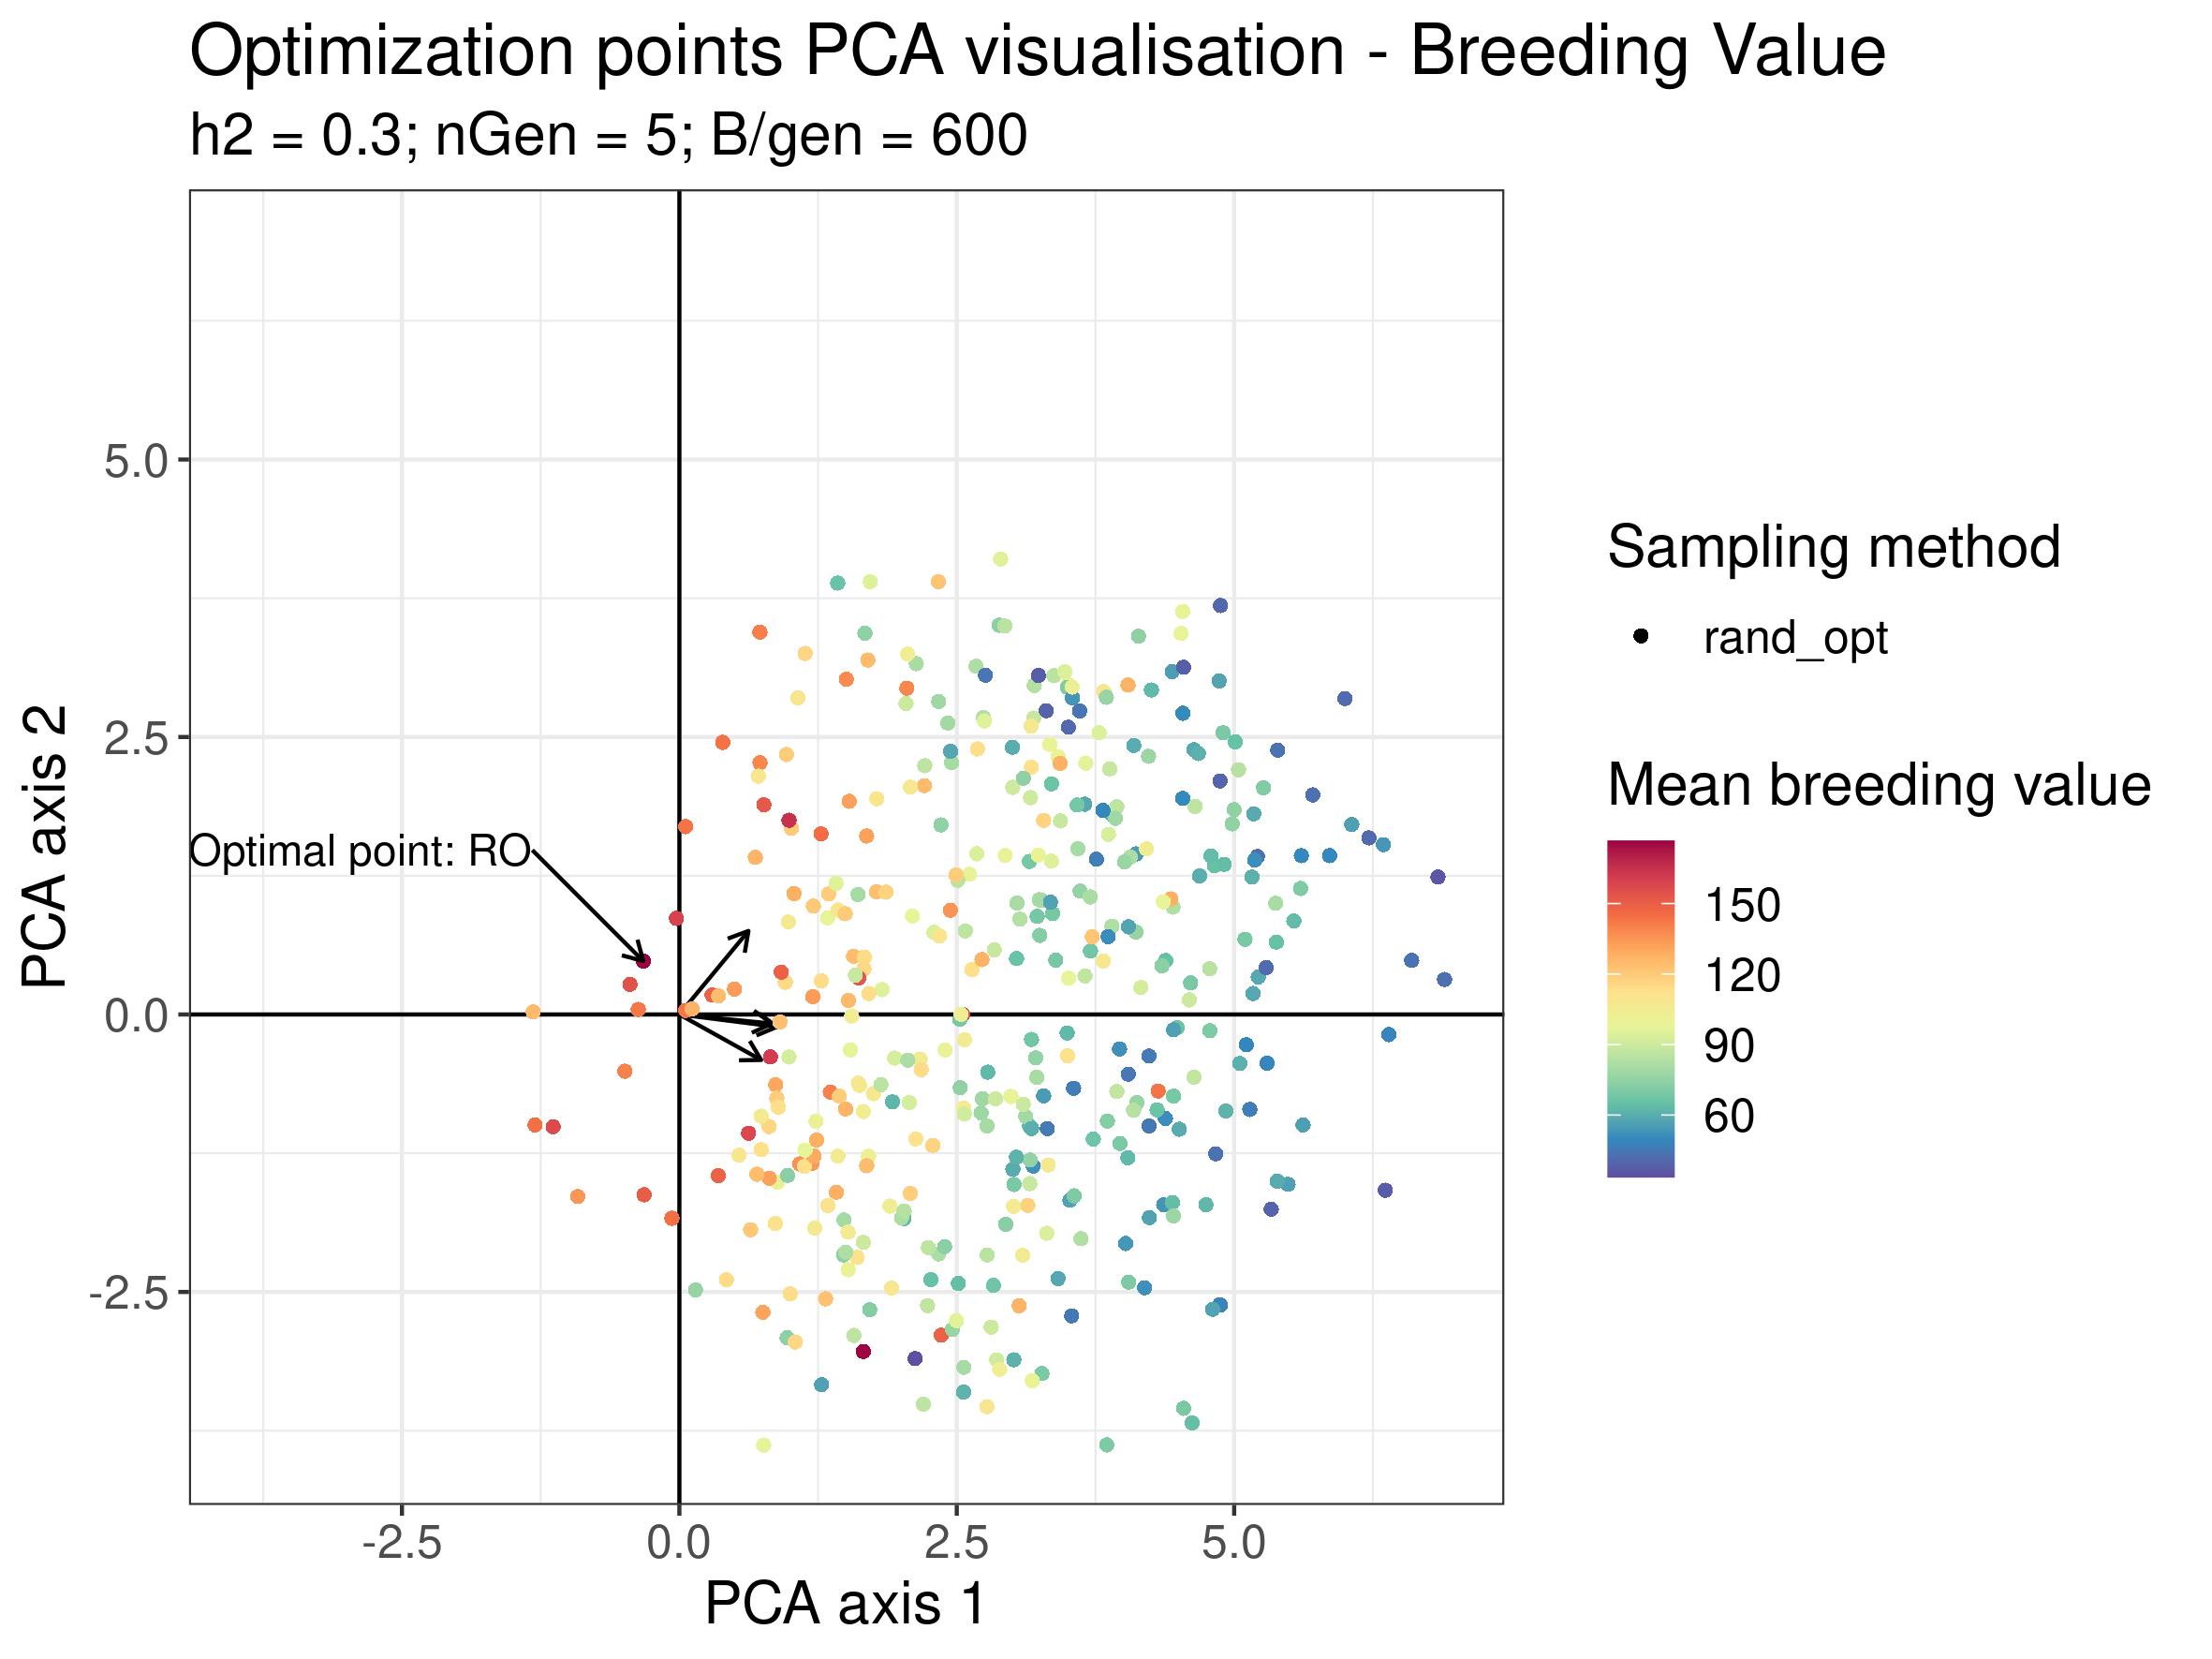 Optimization points PCA visualisation - Breeding Value
h2 = 0.3; nGen = 5; B/gen = 600
PCA axis 2
5.0
2.5
0.0
-2.5
Optimal point: RO
-2.5
0.0
2.5
5.0
PCA axis 1
Sampling method
rand_opt
Mean breeding value
150
120
90
60